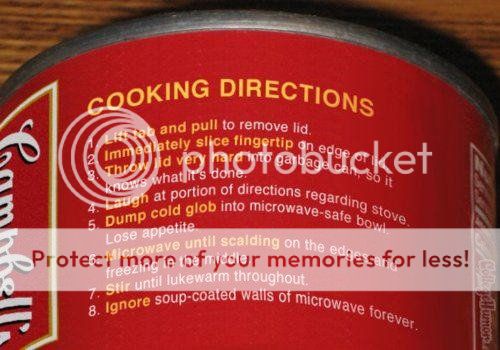 COOKING DIRECTIONS
1. Lift tab and pull to remove lid.
2. Immediately slice fingertip on edge of lid.
3. Throw lid very hard into garbage can, so it
knows what it's done.
4. Laugh at portion of directions regarding stove.
5. Dump cold glob into microwave-safe bowl.
Lose appetite.
6. Microwave until scalding on the edges and
freezing in the middle.
7. Stir until lukewarm throughout.
8. Ignore soup-coated walls of microwave forever.
Campbell's
photobucket
Protect more of your memories for less!